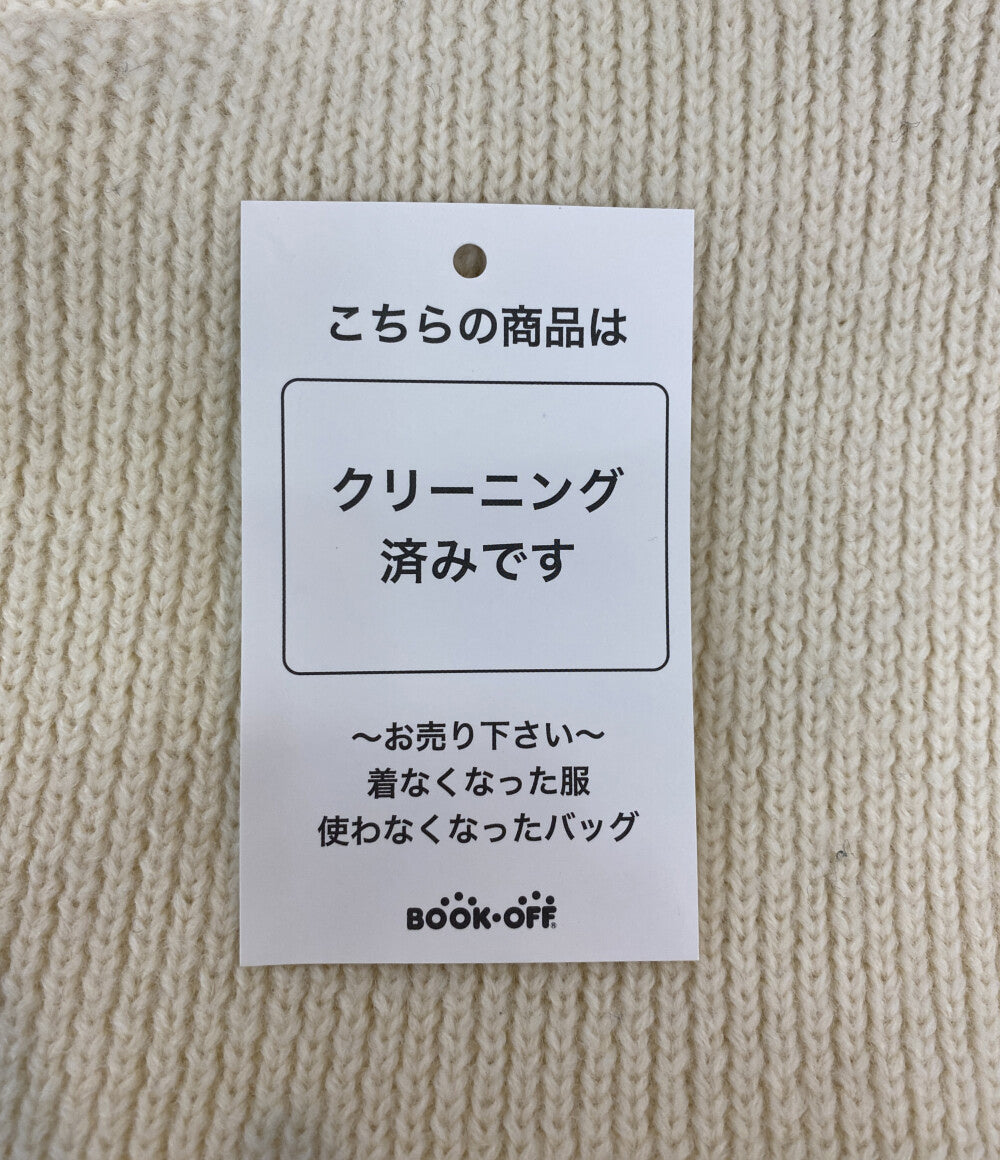 こちらの商品は
クリーニング
済みです
〜お売り下さい〜
着なくなった服
使わなくなったバッグ
BOOK・OFF®